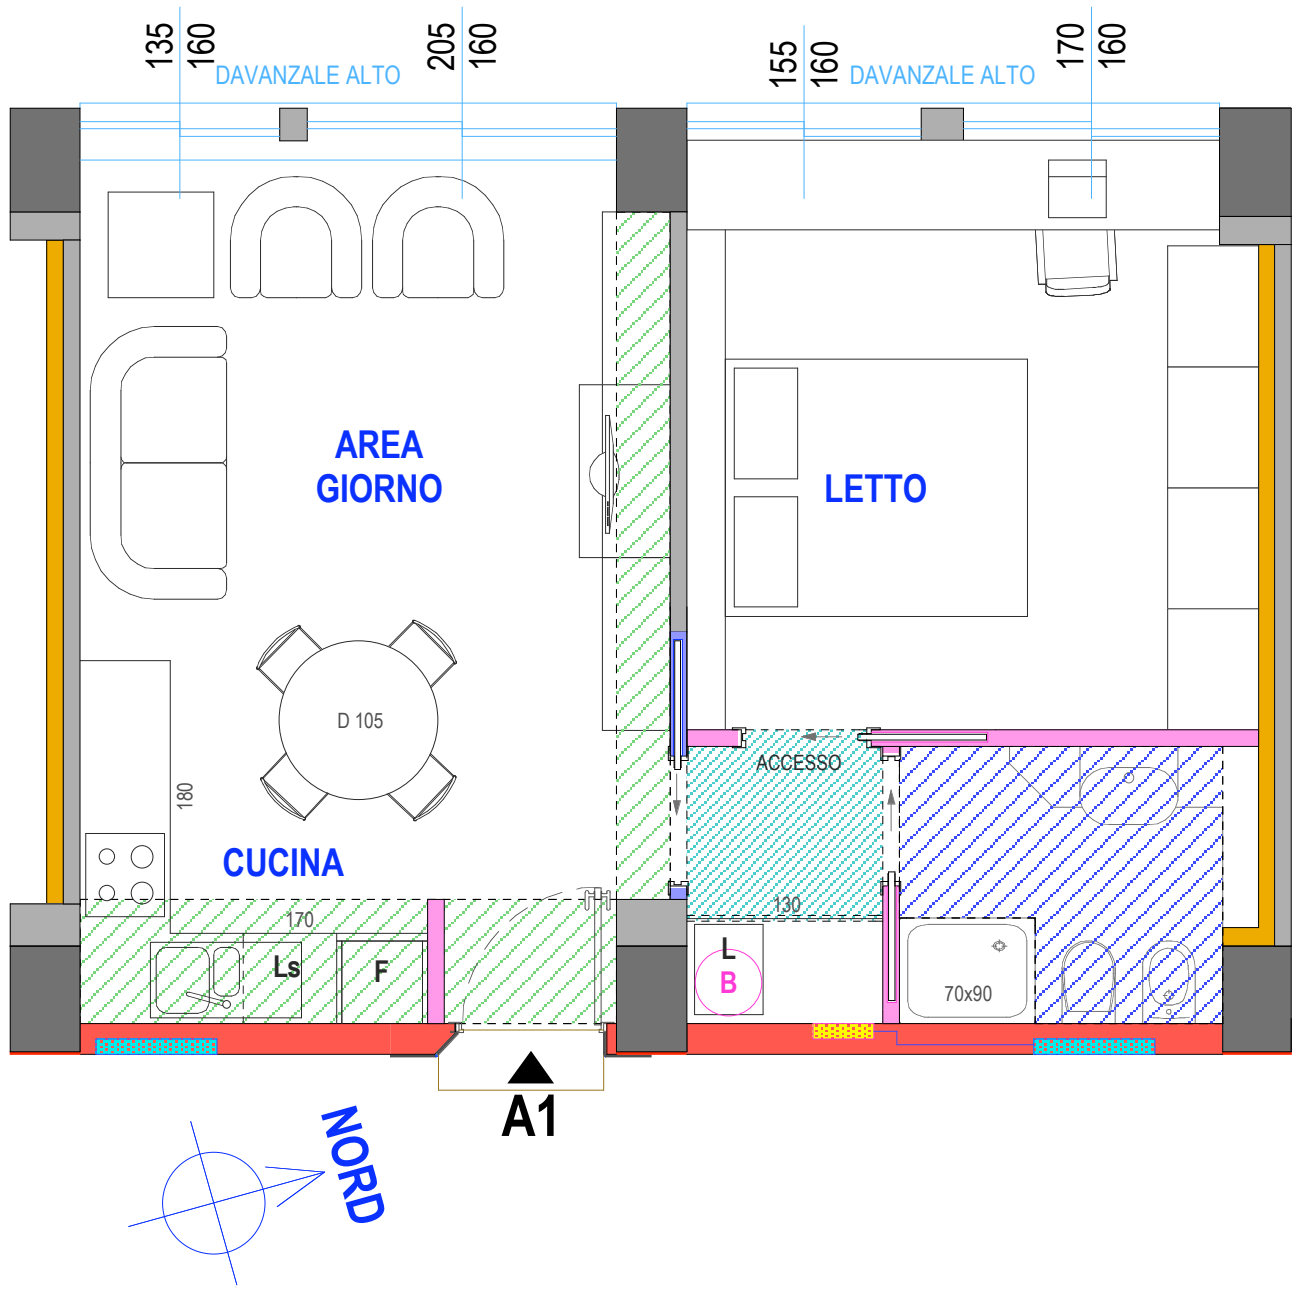 135
160
205
160
155
160
170
160
DAVANZALE ALTO
DAVANZALE ALTO
AREA
GIORNO
LETTO
D 105
ACCESSO
180
CUCINA
170
130
Ls
F
L
B
70x90
A1
NORD